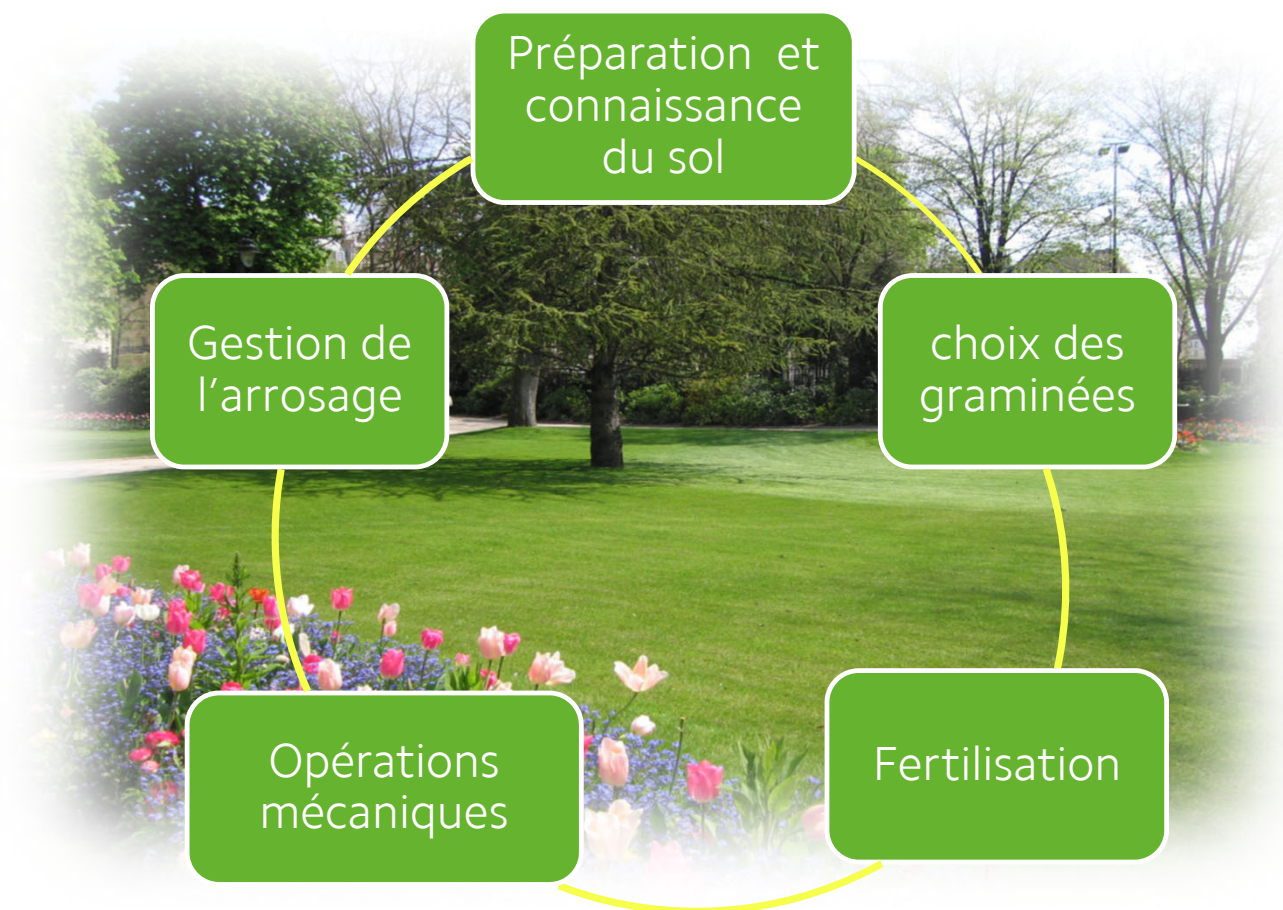 Préparation et
connaissance
du sol
choix des
graminées
Fertilisation
Opérations
mécaniques
Gestion de
l'arrosage